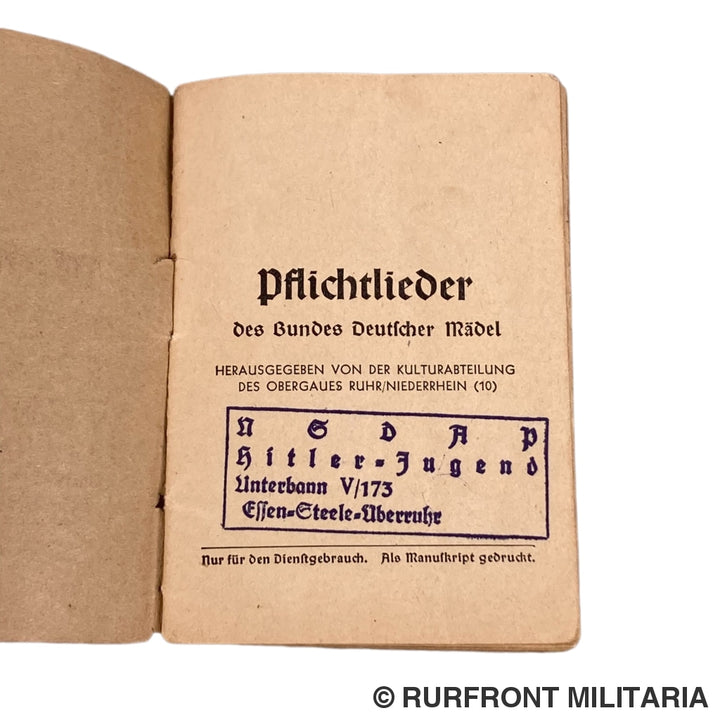 Pflichtlieder
des Bundes Deutscher Mädel
HERAUSGEGEBEN VON DER KULTURABTEILUNG
DES OBERGAUES RUHR/NIEDERRHEIN (10)
N S D A P
Hitler-Jugend
Unterbann V/173
Essen-Steele-Überruhr
Nur für den Dienstgebrauch. Als Manuskript gedruckt.
© RURFRONT MILITARIA